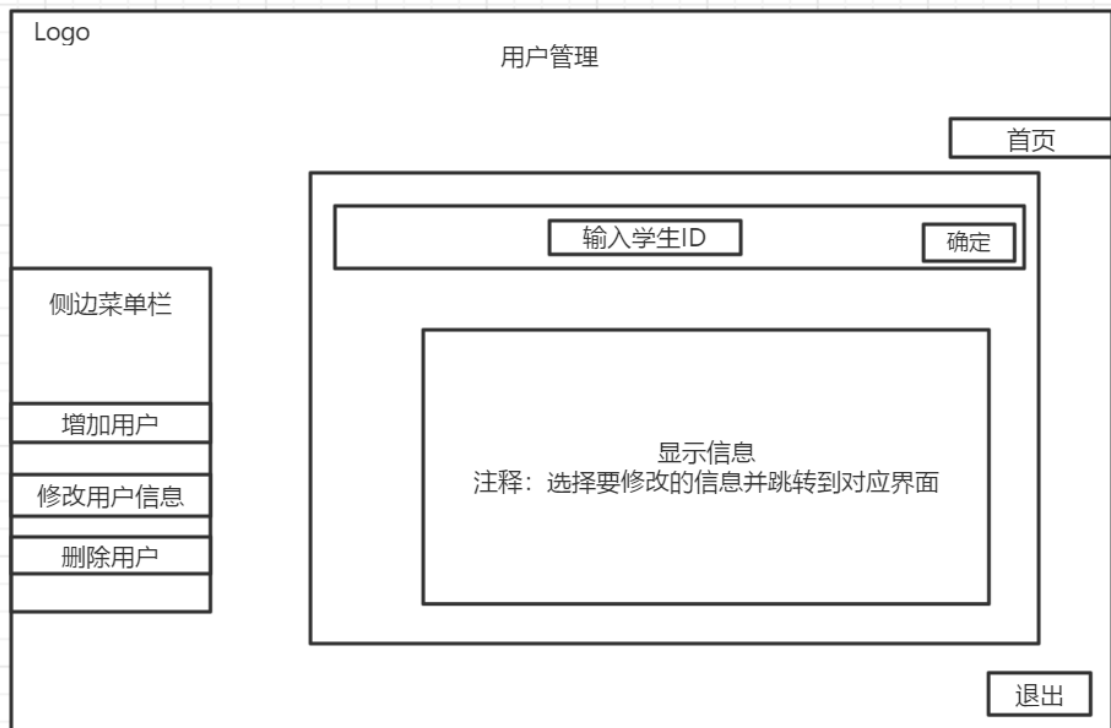 Logo
用户管理
首页
输入学生ID
确定
侧边菜单栏
增加用户
修改用户信息
删除用户
显示信息
注释：选择要修改的信息并跳转到对应界面
退出